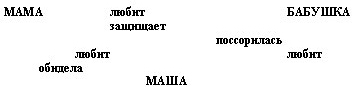 МАМА любит БАБУШКА
защищает
поссорилась
любит любит
обидела
МАША